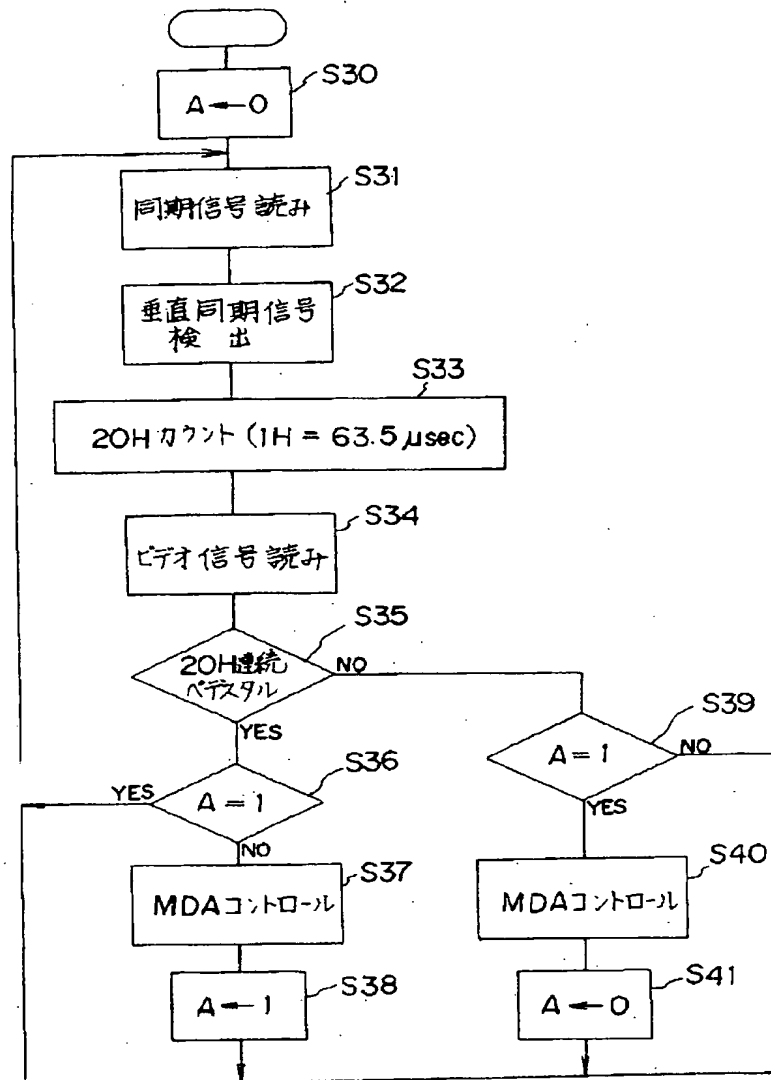 S30
A←0
S31
同期信号読み
S32
垂直同期信号
検出
S33
20Hカウント(1H=63.5μsec)
S34
ビデオ信号読み
S35
20H連続
ペデスタル
NO
YES
S39
A=1
NO
YES
S36
YES
A=1
NO
S37
MDAコントロール
S40
MDAコントロール
S38
A←1
S41
A←0